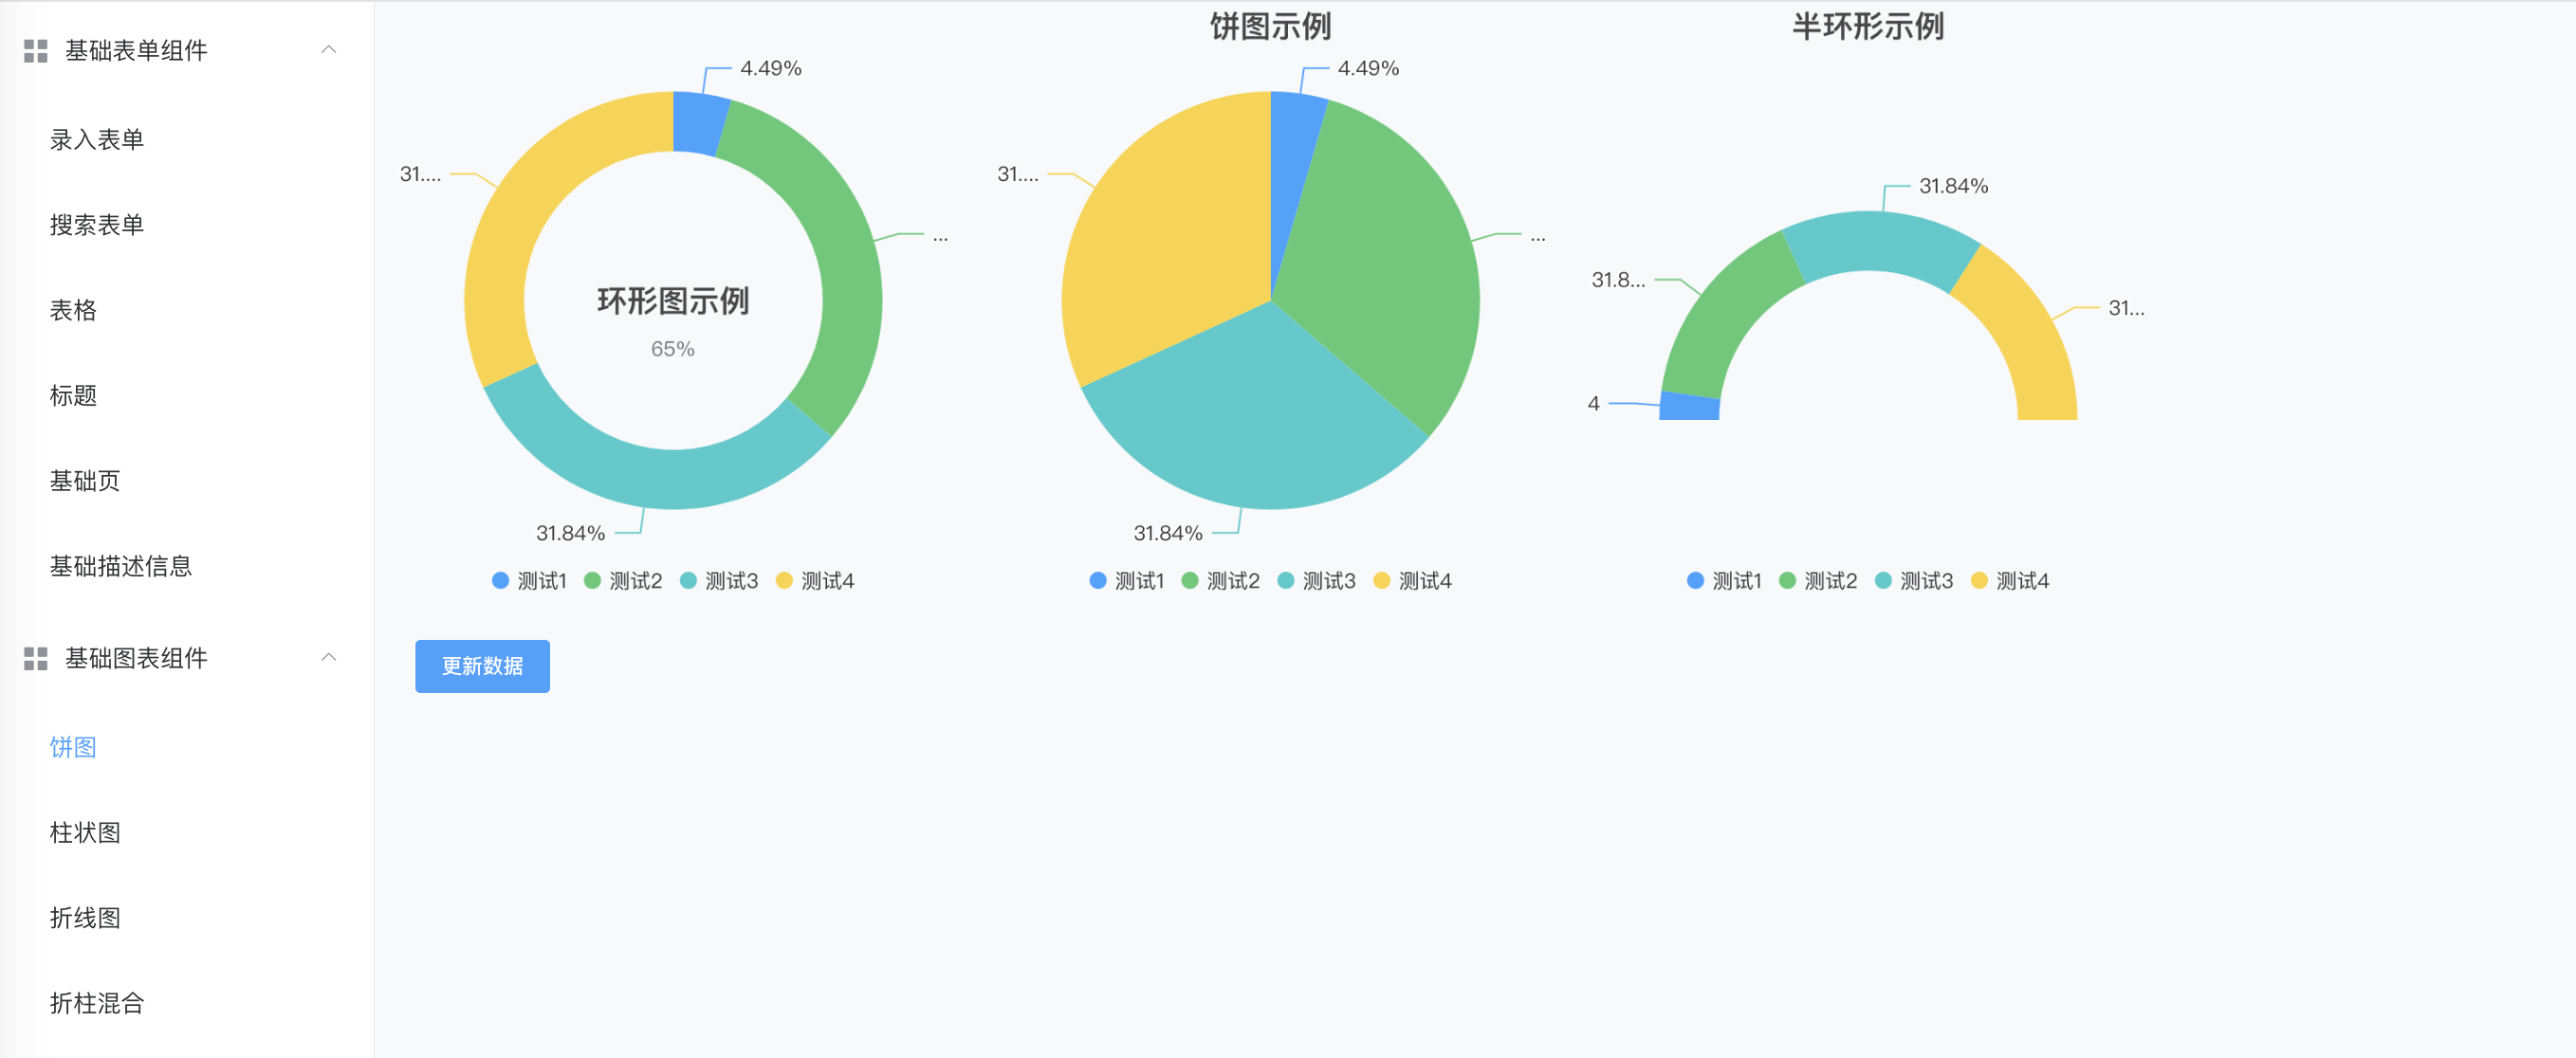 基础表单组件
录入表单
搜索表单
表格
标题
基础页
基础描述信息
基础图表组件
饼图
柱状图
折线图
折柱混合
4.49%
31....
...
环形图示例
65%
31.84%
测试1 测试2 测试3 测试4
饼图示例
4.49%
31....
...
31.84%
测试1 测试2 测试3 测试4
半环形示例
31.84%
31.8...
31...
4
测试1 测试2 测试3 测试4
更新数据